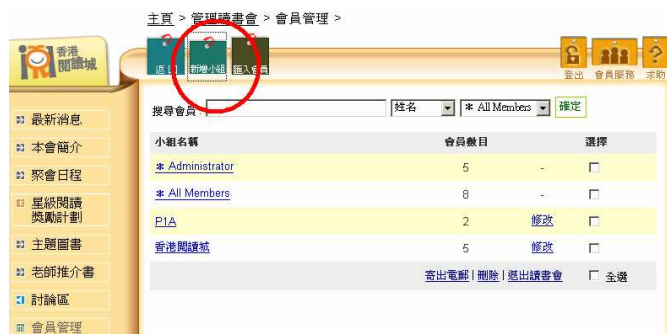 主頁 > 管理讀書會 > 會員管理 >
香港
閱讀城
返回 新增小組 匯入會員
登出 會員服務 求助
搜尋會員: 姓名 * All Members 確定
小組名稱 會員數目 選擇
* Administrator 5 -
* All Members 8 -
P1A 2 修改
香港閱讀城 5 修改
寄出電郵 | 刪除 | 退出讀書會 全選
最新消息
本會簡介
聚會日程
星級閱讀
獎勵計劃
主題圖書
老師推介書
討論區
會員管理